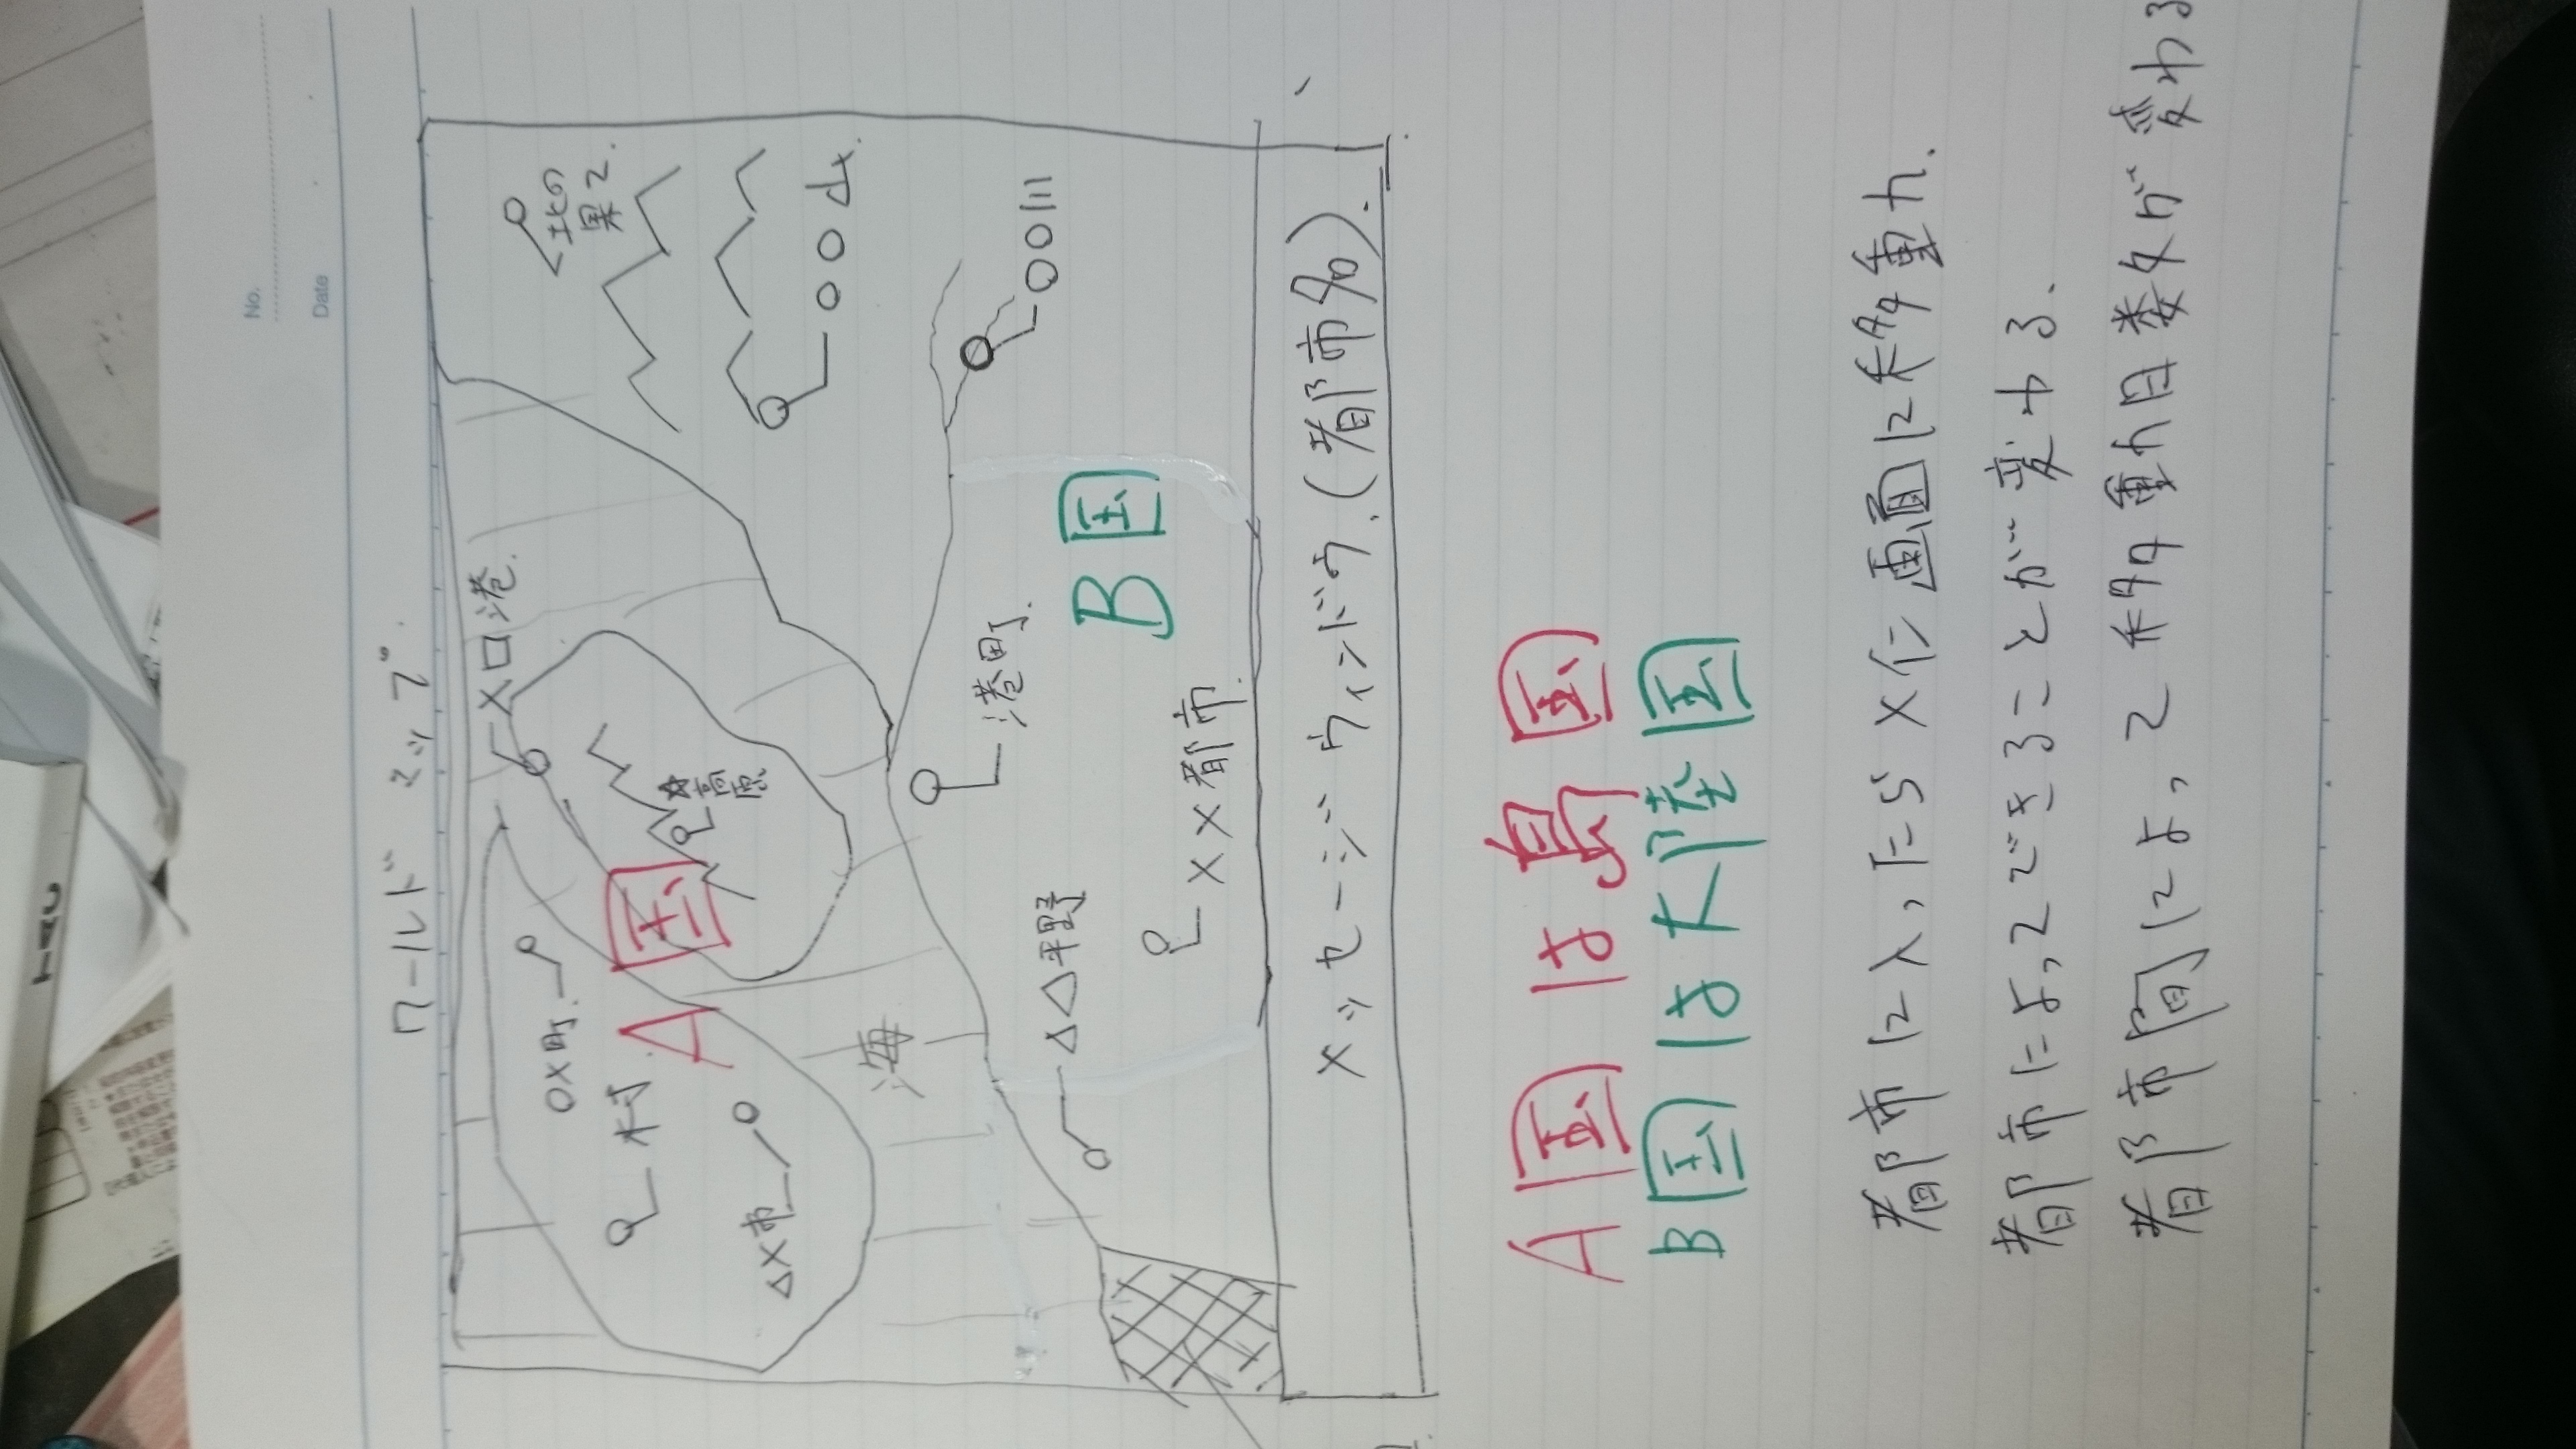 TAC
No.
Date
ワールド マップ
×口港.
○×町.
北の
果て.
村
A国
☆
高
原
△×市
○○山.
海
港町.
○○川
△△平野
B国
××都市.
メッセージ ウィンドウ.(都市名).
A国は島国
B国は大陸国
都市に入ったら×仁画面に移動.
都市によってできることが変わる.
都市間によって移動日数が変わる